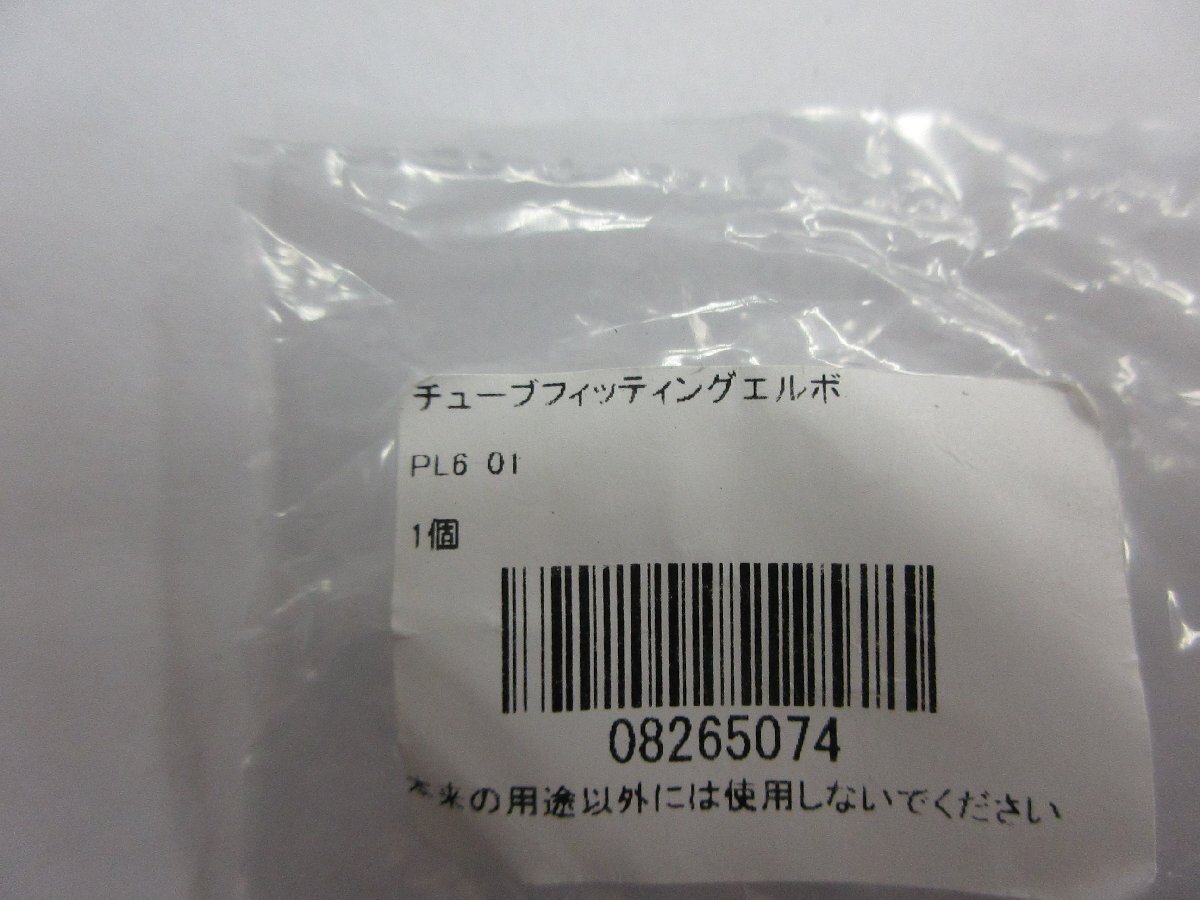 チューブフィッティングエルボ
PL6 01
1個
08265074
本来の用途以外には使用しないでください